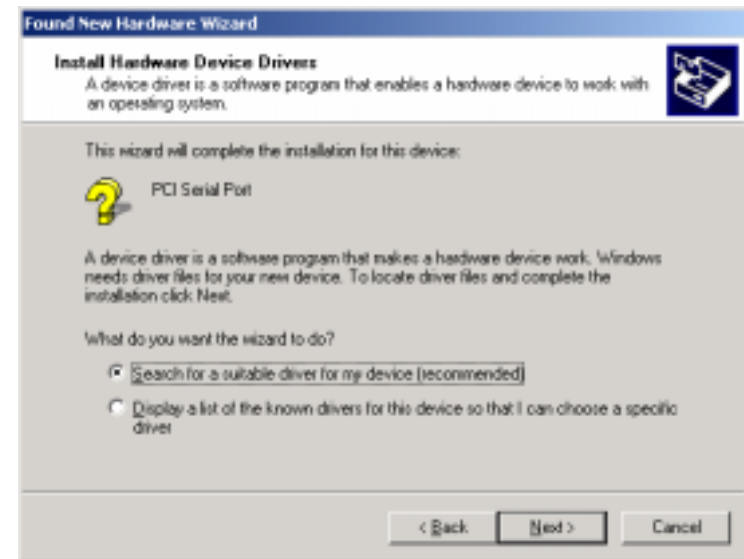 Found New Hardware Wizard
Install Hardware Device Drivers
A device driver is a software program that enables a hardware device to work with
an operating system.
This wizard will complete the installation for this device:
PCI Serial Port
A device driver is a software program that makes a hardware device work. Windows
needs driver files for your new device. To locate driver files and complete the
installation click Next.
What do you want the wizard to do?
Search for a suitable driver for my device (recommended)
Display a list of the known drivers for this device so that I can choose a specific
driver
< Back Next > Cancel